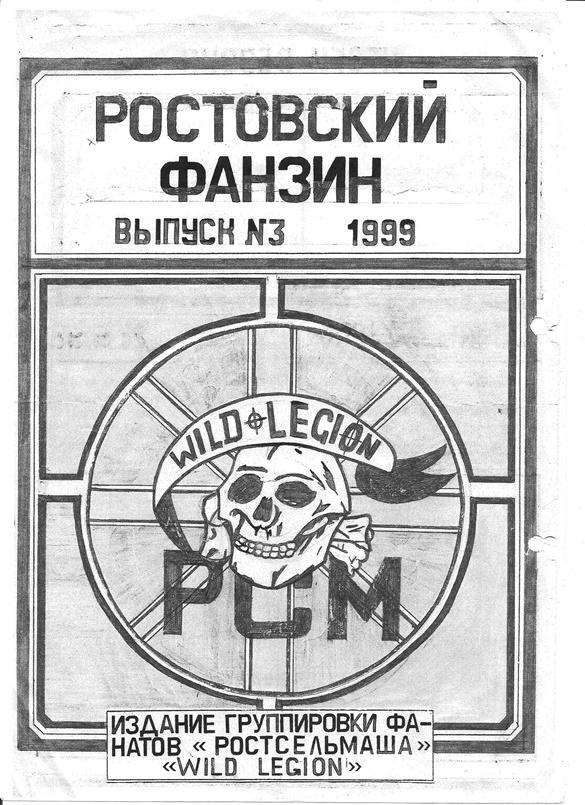 РОСТОВСКИЙ
ФАНЗИН
ВЫПУСК №3 1999
WILD LEGION
РСМ
ИЗДАНИЕ ГРУППИРОВКИ ФА-
НАТОВ «РОСТСЕЛЬМАША»
«WILD LEGION»